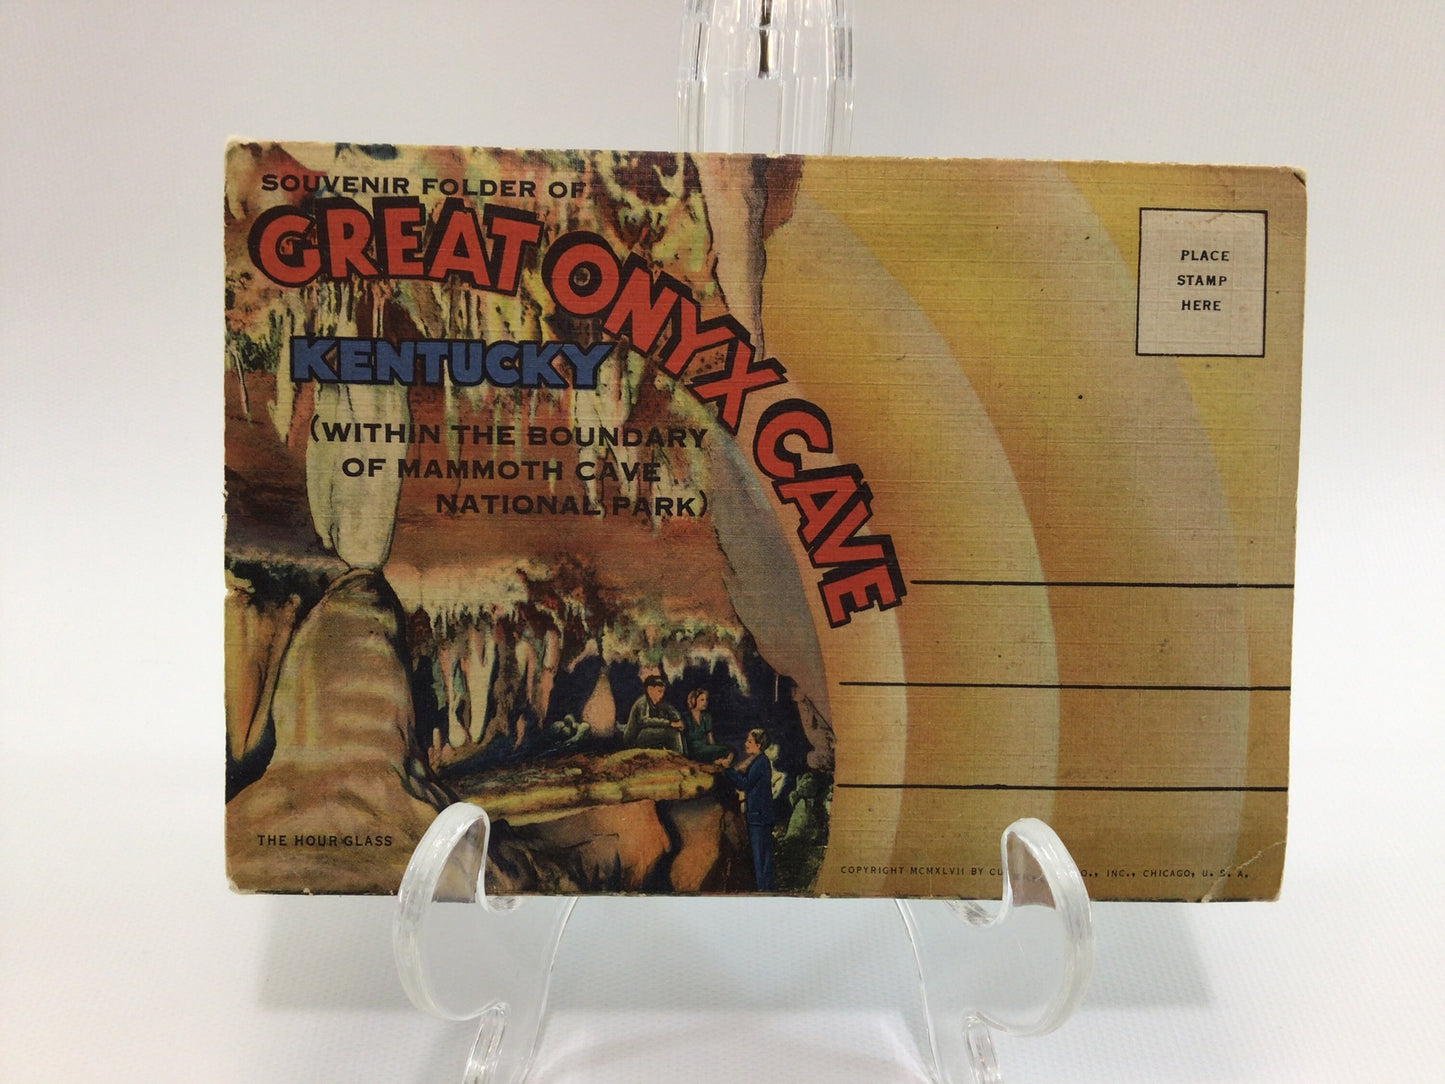 SOUVENIR FOLDER OF
GREAT ONYX CAVE
KENTUCKY
(WITHIN THE BOUNDARY
OF MAMMOTH CAVE
NATIONAL PARK)
PLACE
STAMP
HERE
THE HOUR GLASS
COPYRIGHT MCMXLVII BY INC., CHICAGO, U. S. A.